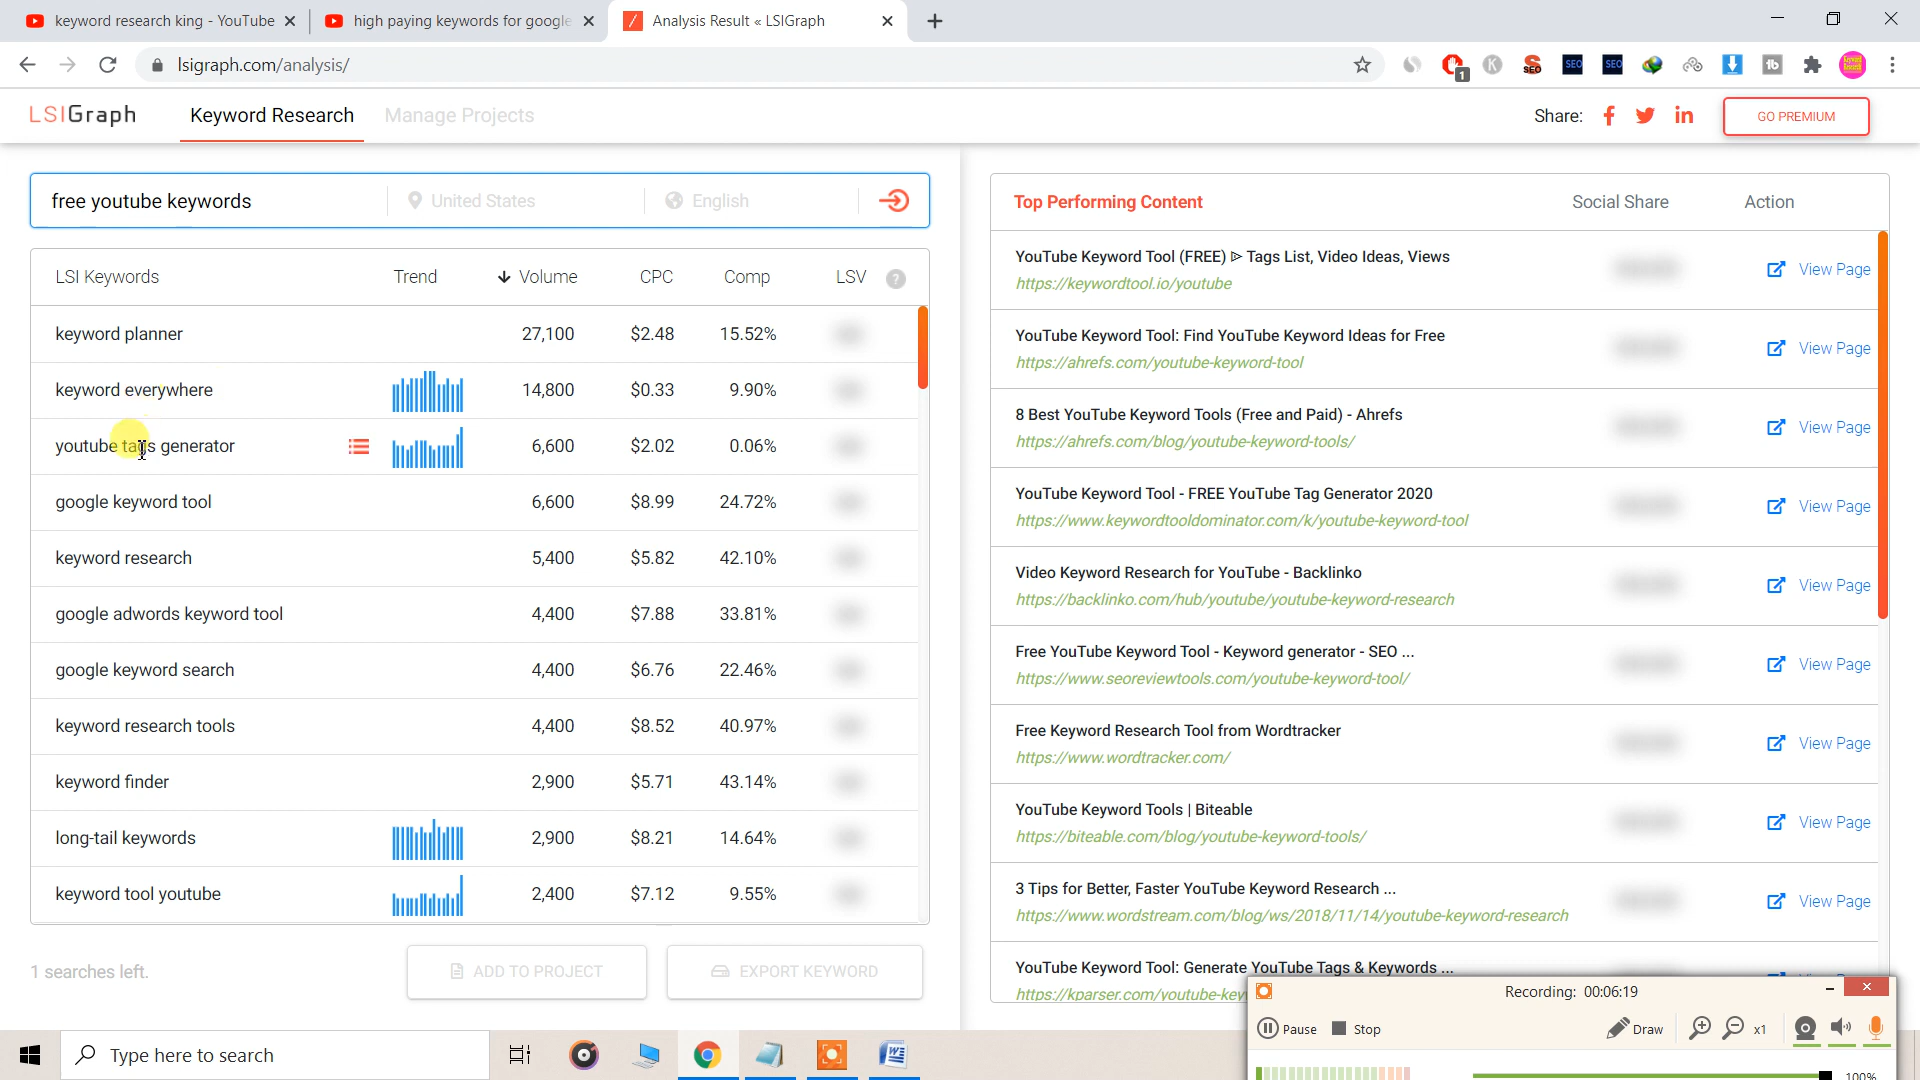 keyword research king - YouTube
high paying keywords for google
Analysis Result « LSIGraph
lsigraph.com/analysis/
1
K
SEO
SEO
SEO
LSIGraph
Keyword Research
Manage Projects
Share:
GO PREMIUM
free youtube keywords
United States
English
LSI Keywords Trend Volume CPC Comp LSV ?
keyword planner 27,100 $2.48 15.52%
keyword everywhere 14,800 $0.33 9.90%
youtube tags generator 6,600 $2.02 0.06%
google keyword tool 6,600 $8.99 24.72%
keyword research 5,400 $5.82 42.10%
google adwords keyword tool 4,400 $7.88 33.81%
google keyword search 4,400 $6.76 22.46%
keyword research tools 4,400 $8.52 40.97%
keyword finder 2,900 $5.71 43.14%
long-tail keywords 2,900 $8.21 14.64%
keyword tool youtube 2,400 $7.12 9.55%
1 searches left.
ADD TO PROJECT
EXPORT KEYWORD
Top Performing Content Social Share Action
YouTube Keyword Tool (FREE) ᐈ Tags List, Video Ideas, Views
https://keywordtool.io/youtube
View Page
YouTube Keyword Tool: Find YouTube Keyword Ideas for Free
https://ahrefs.com/youtube-keyword-tool
View Page
8 Best YouTube Keyword Tools (Free and Paid) - Ahrefs
https://ahrefs.com/blog/youtube-keyword-tools/
View Page
YouTube Keyword Tool - FREE YouTube Tag Generator 2020
https://www.keywordtooldominator.com/k/youtube-keyword-tool
View Page
Video Keyword Research for YouTube - Backlinko
https://backlinko.com/hub/youtube/youtube-keyword-research
View Page
Free YouTube Keyword Tool - Keyword generator - SEO ...
https://www.seoreviewtools.com/youtube-keyword-tool/
View Page
Free Keyword Research Tool from Wordtracker
https://www.wordtracker.com/
View Page
YouTube Keyword Tools | Biteable
https://biteable.com/blog/youtube-keyword-tools/
View Page
3 Tips for Better, Faster YouTube Keyword Research ...
https://www.wordstream.com/blog/ws/2018/11/14/youtube-keyword-research
View Page
YouTube Keyword Tool: Generate YouTube Tags & Keywords ...
https://kparser.com/youtube-key
Recording: 00:06:19
Pause
Stop
Draw
x1
100%
Type here to search